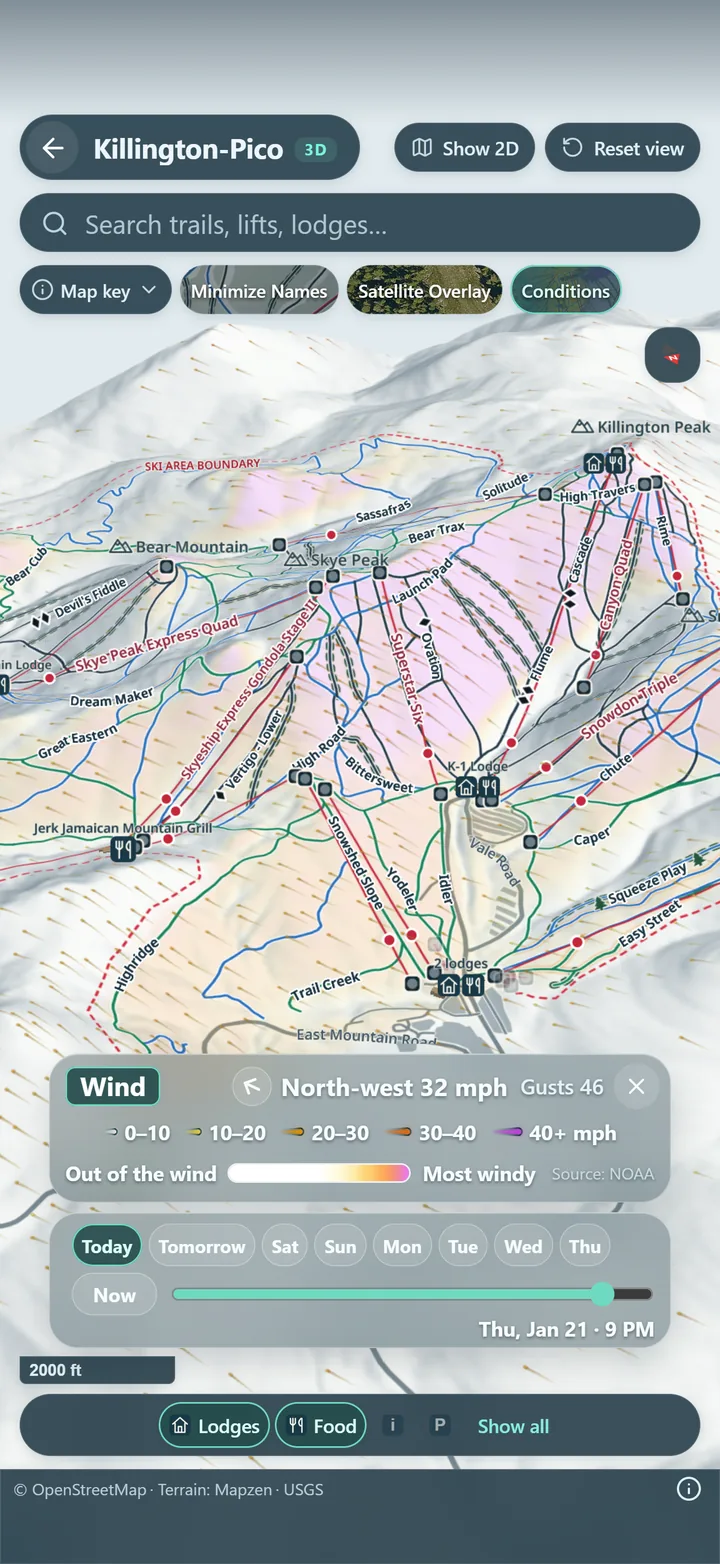 Killington-Pico 3D
Show 2D
Reset view
Search trails, lifts, lodges...
Map key
Minimize Names
Satellite Overlay
Conditions
Killington Peak
SKI AREA BOUNDARY
Solitude
High Travers
Sassafras
Bear Trax
Rime
Bear Mountain
Skye Peak
Cascade
Bear Cub
Devil's Fiddle
Launch Pad
Canyon Quad
Skye Peak Express Quad
Ovation
Superstar Six
Flume
in Lodge
Skyeship Express Gondola Stage II
Dream Maker
Snowdon Triple
Great Eastern
Vertigo - Lower
High Road
Bittersweet
K-1 Lodge
Chute
Jerk Jamaican Mountain Grill
Caper
Snowshed Slope
Vale Road
Yodeler
Idler
Squeeze Play
Easy Street
Highridge
2 lodges
Trail Creek
East Mountain Road
Wind
North-west 32 mph
Gusts 46
0–10
10–20
20–30
30–40
40+ mph
Out of the wind
Most windy
Source: NOAA
Today
Tomorrow
Sat
Sun
Mon
Tue
Wed
Thu
Now
Thu, Jan 21 · 9 PM
2000 ft
Lodges
Food
i
P
Show all
© OpenStreetMap · Terrain: Mapzen · USGS